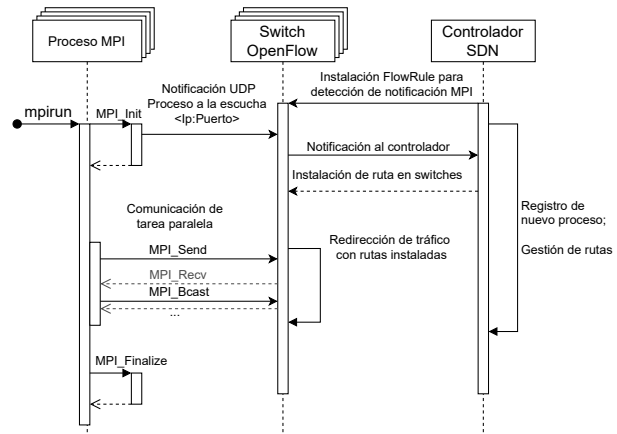 Proceso MPI
Switch
OpenFlow
Controlador
SDN
Notificación UDP
Proceso a la escucha
<Ip:Puerto>
Instalación FlowRule para
detección de notificación MPI
mpirun
MPI_Init
Notificación al controlador
Instalación de ruta en switches
Registro de
nuevo proceso;
Gestión de rutas
Comunicación de
tarea paralela
MPI_Send
Redirección de tráfico
con rutas instaladas
MPI_Recv
MPI_Bcast
...
MPI_Finalize